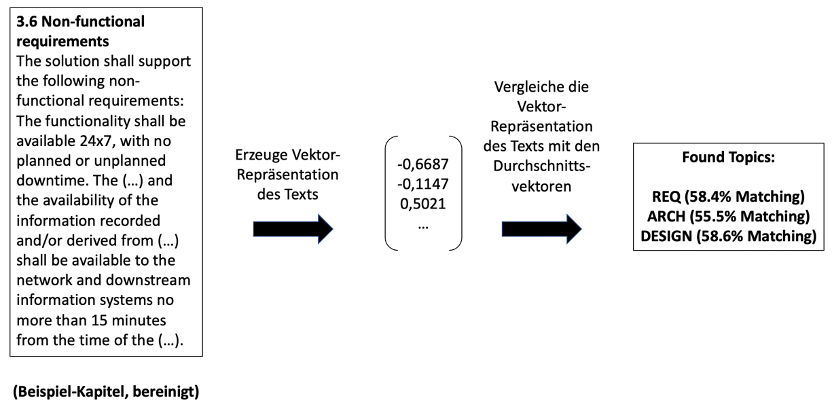 3.6 Non-functional
requirements
The solution shall support
the following non-
functional requirements:
The functionality shall be
available 24x7, with no
planned or unplanned
downtime. The (...) and
the availability of the
information recorded
and/or derived from (...)
shall be available to the
network and downstream
information systems no
more than 15 minutes
from the time of the (...).
(Beispiel-Kapitel, bereinigt)
Erzeuge Vektor-
Repräsentation
des Texts
-0,6687
-0,1147
0,5021
...
Vergleiche die
Vektor-
Repräsentation
des Texts mit den
Durchschnitts-
vektoren
Found Topics:
REQ (58.4% Matching)
ARCH (55.5% Matching)
DESIGN (58.6% Matching)